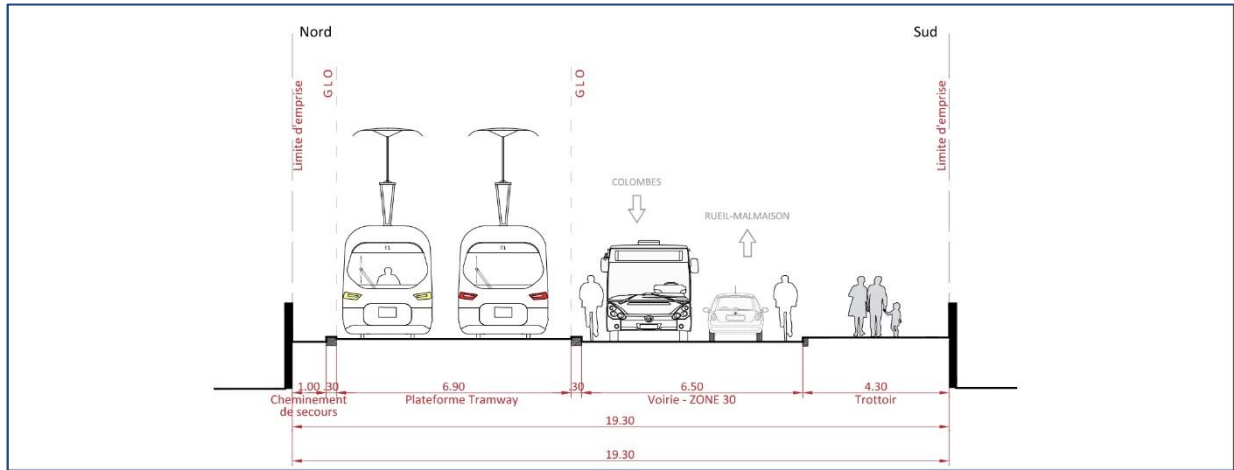 Nord
Sud
Limite d'emprise
G L O
G L O
Limite d'emprise
COLOMBES
RUEIL-MALMAISON
T1
T1
1.00
.30
6.90
.30
6.50
4.30
Cheminement
de secours
Plateforme Tramway
Voirie - ZONE 30
Trottoir
19.30
19.30